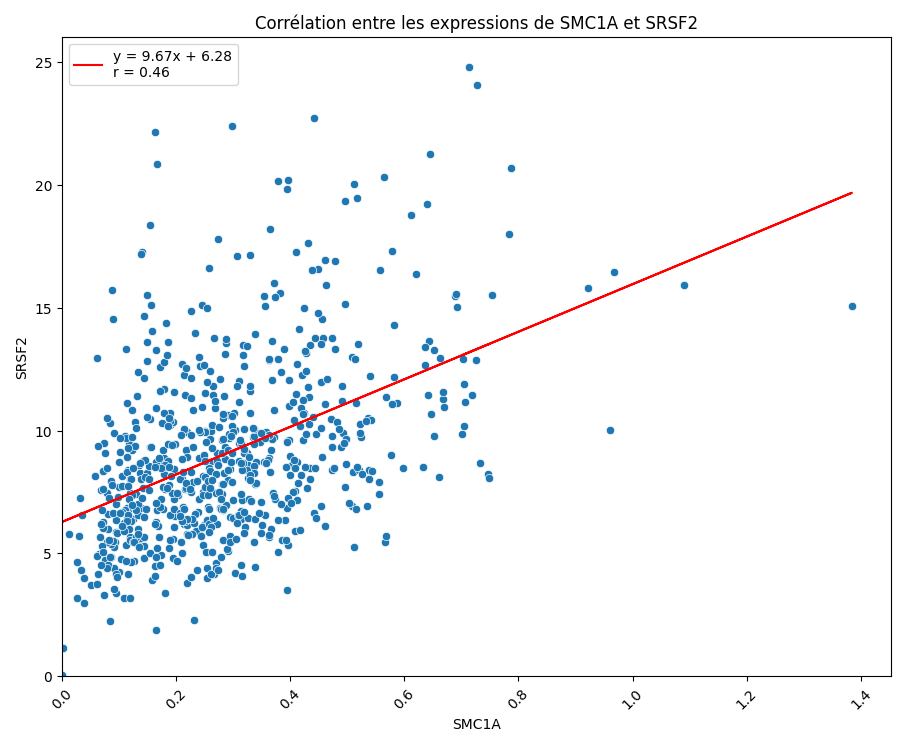 Corrélation entre les expressions de SMC1A et SRSF2
y = 9.67x + 6.28
r = 0.46
25
20
15
10
5
0
SRSF2
0.0 0.2 0.4 0.6 0.8 1.0 1.2 1.4
SMC1A